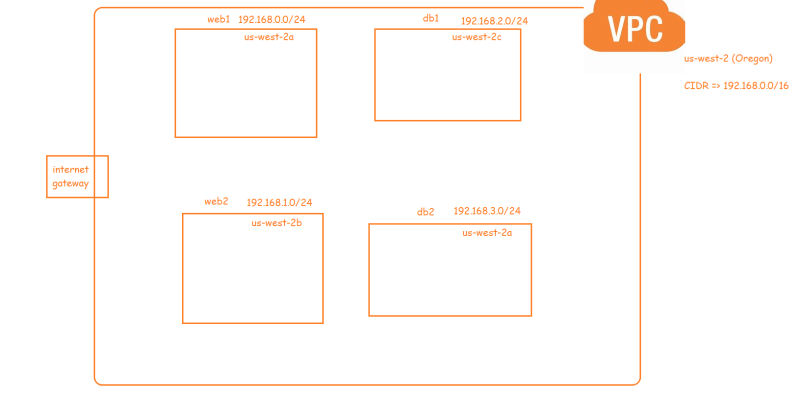 web1 192.168.0.0/24
us-west-2a
db1 192.168.2.0/24
us-west-2c
VPC
us-west-2 (Oregon)
CIDR => 192.168.0.0/16
internet
gateway
web2 192.168.1.0/24
us-west-2b
db2 192.168.3.0/24
us-west-2a